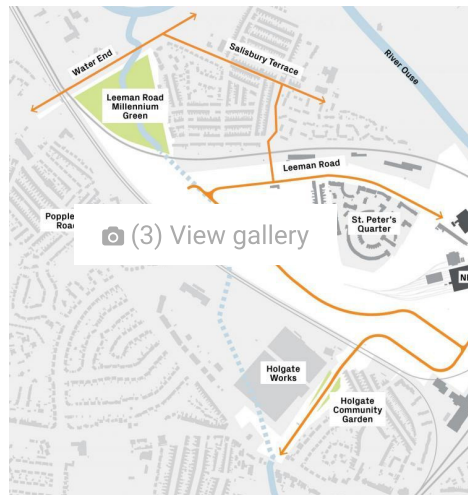 Water End
Salisbury Terrace
River Ouse
Leeman Road
Millennium
Green
Leeman Road
St. Peter's
Quarter
(3) View gallery
Holgate
Works
Holgate
Community
Garden